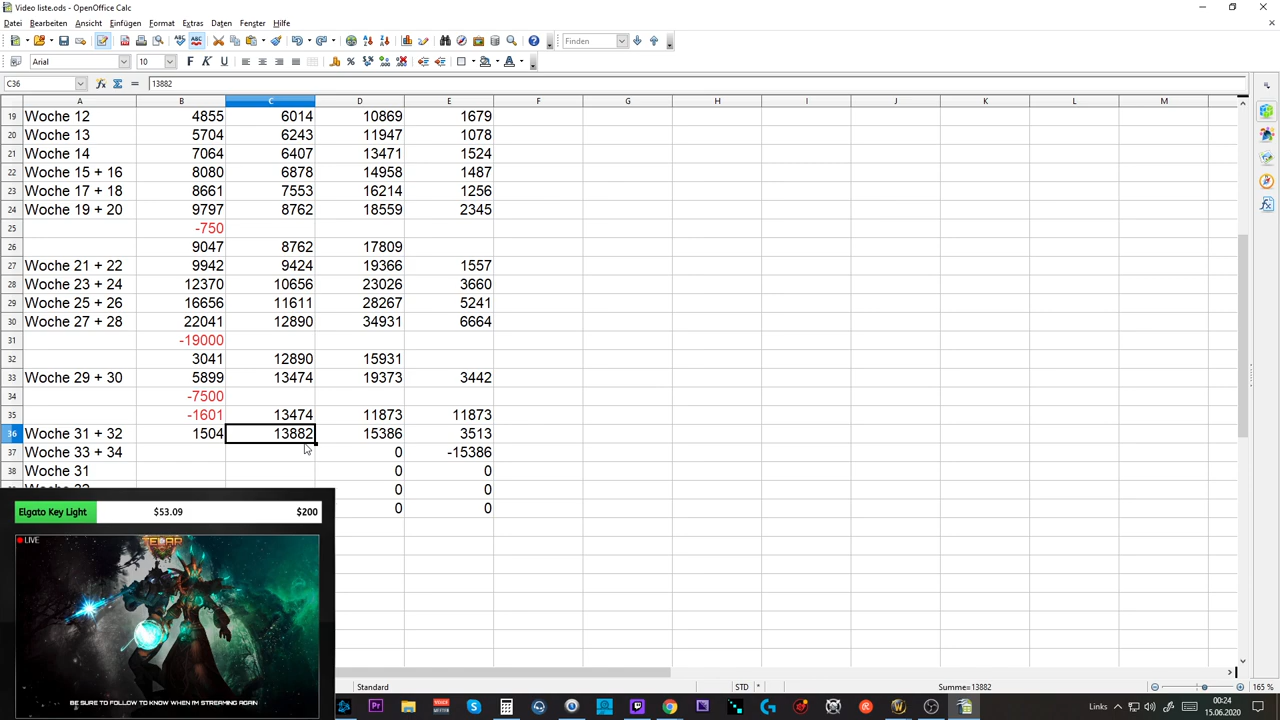 Video liste.ods - OpenOffice Calc
Datei Bearbeiten Ansicht Einfügen Format Extras Daten Fenster Hilfe
Finden
Arial 10
C36 13882
A B C D E F G H I J K L M
19 Woche 12 4855 6014 10869 1679
20 Woche 13 5704 6243 11947 1078
21 Woche 14 7064 6407 13471 1524
22 Woche 15 + 16 8080 6878 14958 1487
23 Woche 17 + 18 8661 7553 16214 1256
24 Woche 19 + 20 9797 8762 18559 2345
25 -750
26 9047 8762 17809
27 Woche 21 + 22 9942 9424 19366 1557
28 Woche 23 + 24 12370 10656 23026 3660
29 Woche 25 + 26 16656 11611 28267 5241
30 Woche 27 + 28 22041 12890 34931 6664
31 -19000
32 3041 12890 15931
33 Woche 29 + 30 5899 13474 19373 3442
34 -7500
35 -1601 13474 11873 11873
36 Woche 31 + 32 1504 13882 15386 3513
37 Woche 33 + 34 0 -15386
38 Woche 31 0 0
0 0
0 0
Elgato Key Light $53.09 $200
LIVE
BE SURE TO FOLLOW TO KNOW WHEN I'M STREAMING AGAIN
Standard STD * Summe=13882 165 %
Links 00:24
15.06.2020